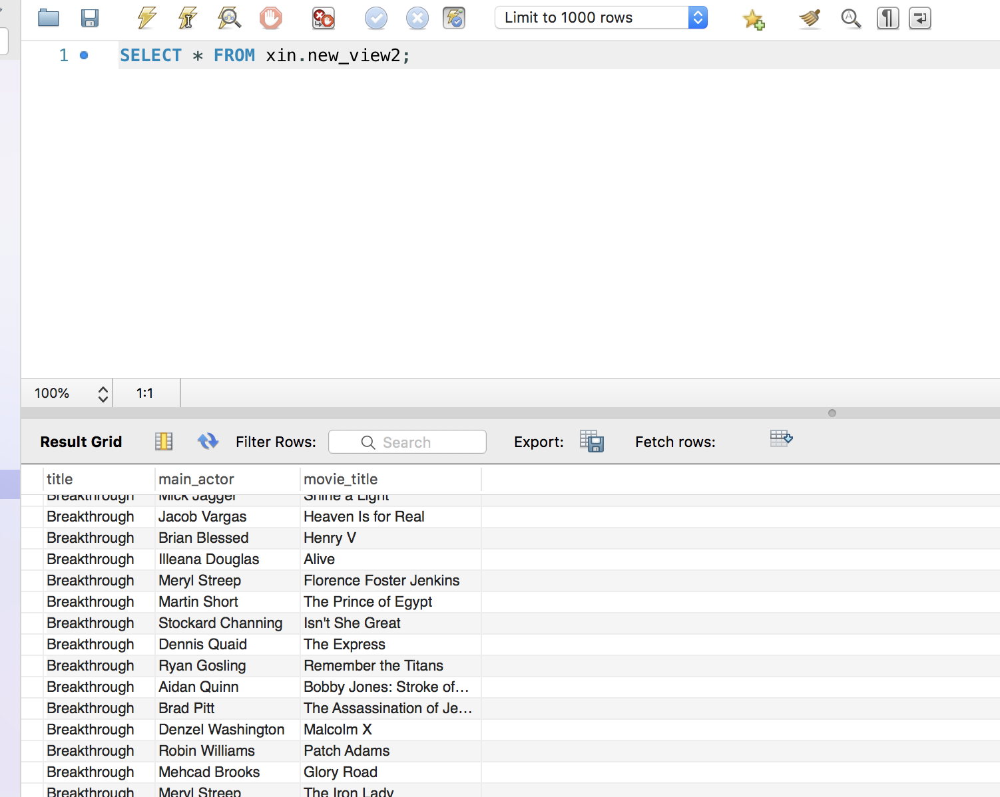 Limit to 1000 rows
1 SELECT * FROM xin.new_view2;
100% 1:1
Result Grid Filter Rows: Search Export: Fetch rows:
title main_actor movie_title
Breakthrough Mick Jagger Shine a Light
Breakthrough Jacob Vargas Heaven Is for Real
Breakthrough Brian Blessed Henry V
Breakthrough Illeana Douglas Alive
Breakthrough Meryl Streep Florence Foster Jenkins
Breakthrough Martin Short The Prince of Egypt
Breakthrough Stockard Channing Isn't She Great
Breakthrough Dennis Quaid The Express
Breakthrough Ryan Gosling Remember the Titans
Breakthrough Aidan Quinn Bobby Jones: Stroke of...
Breakthrough Brad Pitt The Assassination of Je...
Breakthrough Denzel Washington Malcolm X
Breakthrough Robin Williams Patch Adams
Breakthrough Mehcad Brooks Glory Road
Breakthrough Meryl Streep The Iron Lady